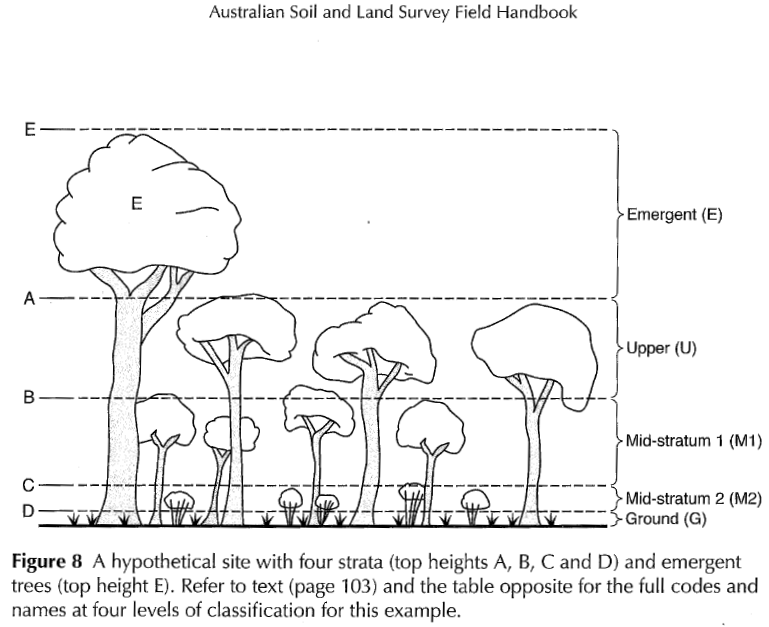 Australian Soil and Land Survey Field Handbook
E
E
Emergent (E)
A
Upper (U)
B
Mid-stratum 1 (M1)
C
Mid-stratum 2 (M2)
D
Ground (G)
Figure 8 A hypothetical site with four strata (top heights A, B, C and D) and emergent
trees (top height E). Refer to text (page 103) and the table opposite for the full codes and
names at four levels of classification for this example.